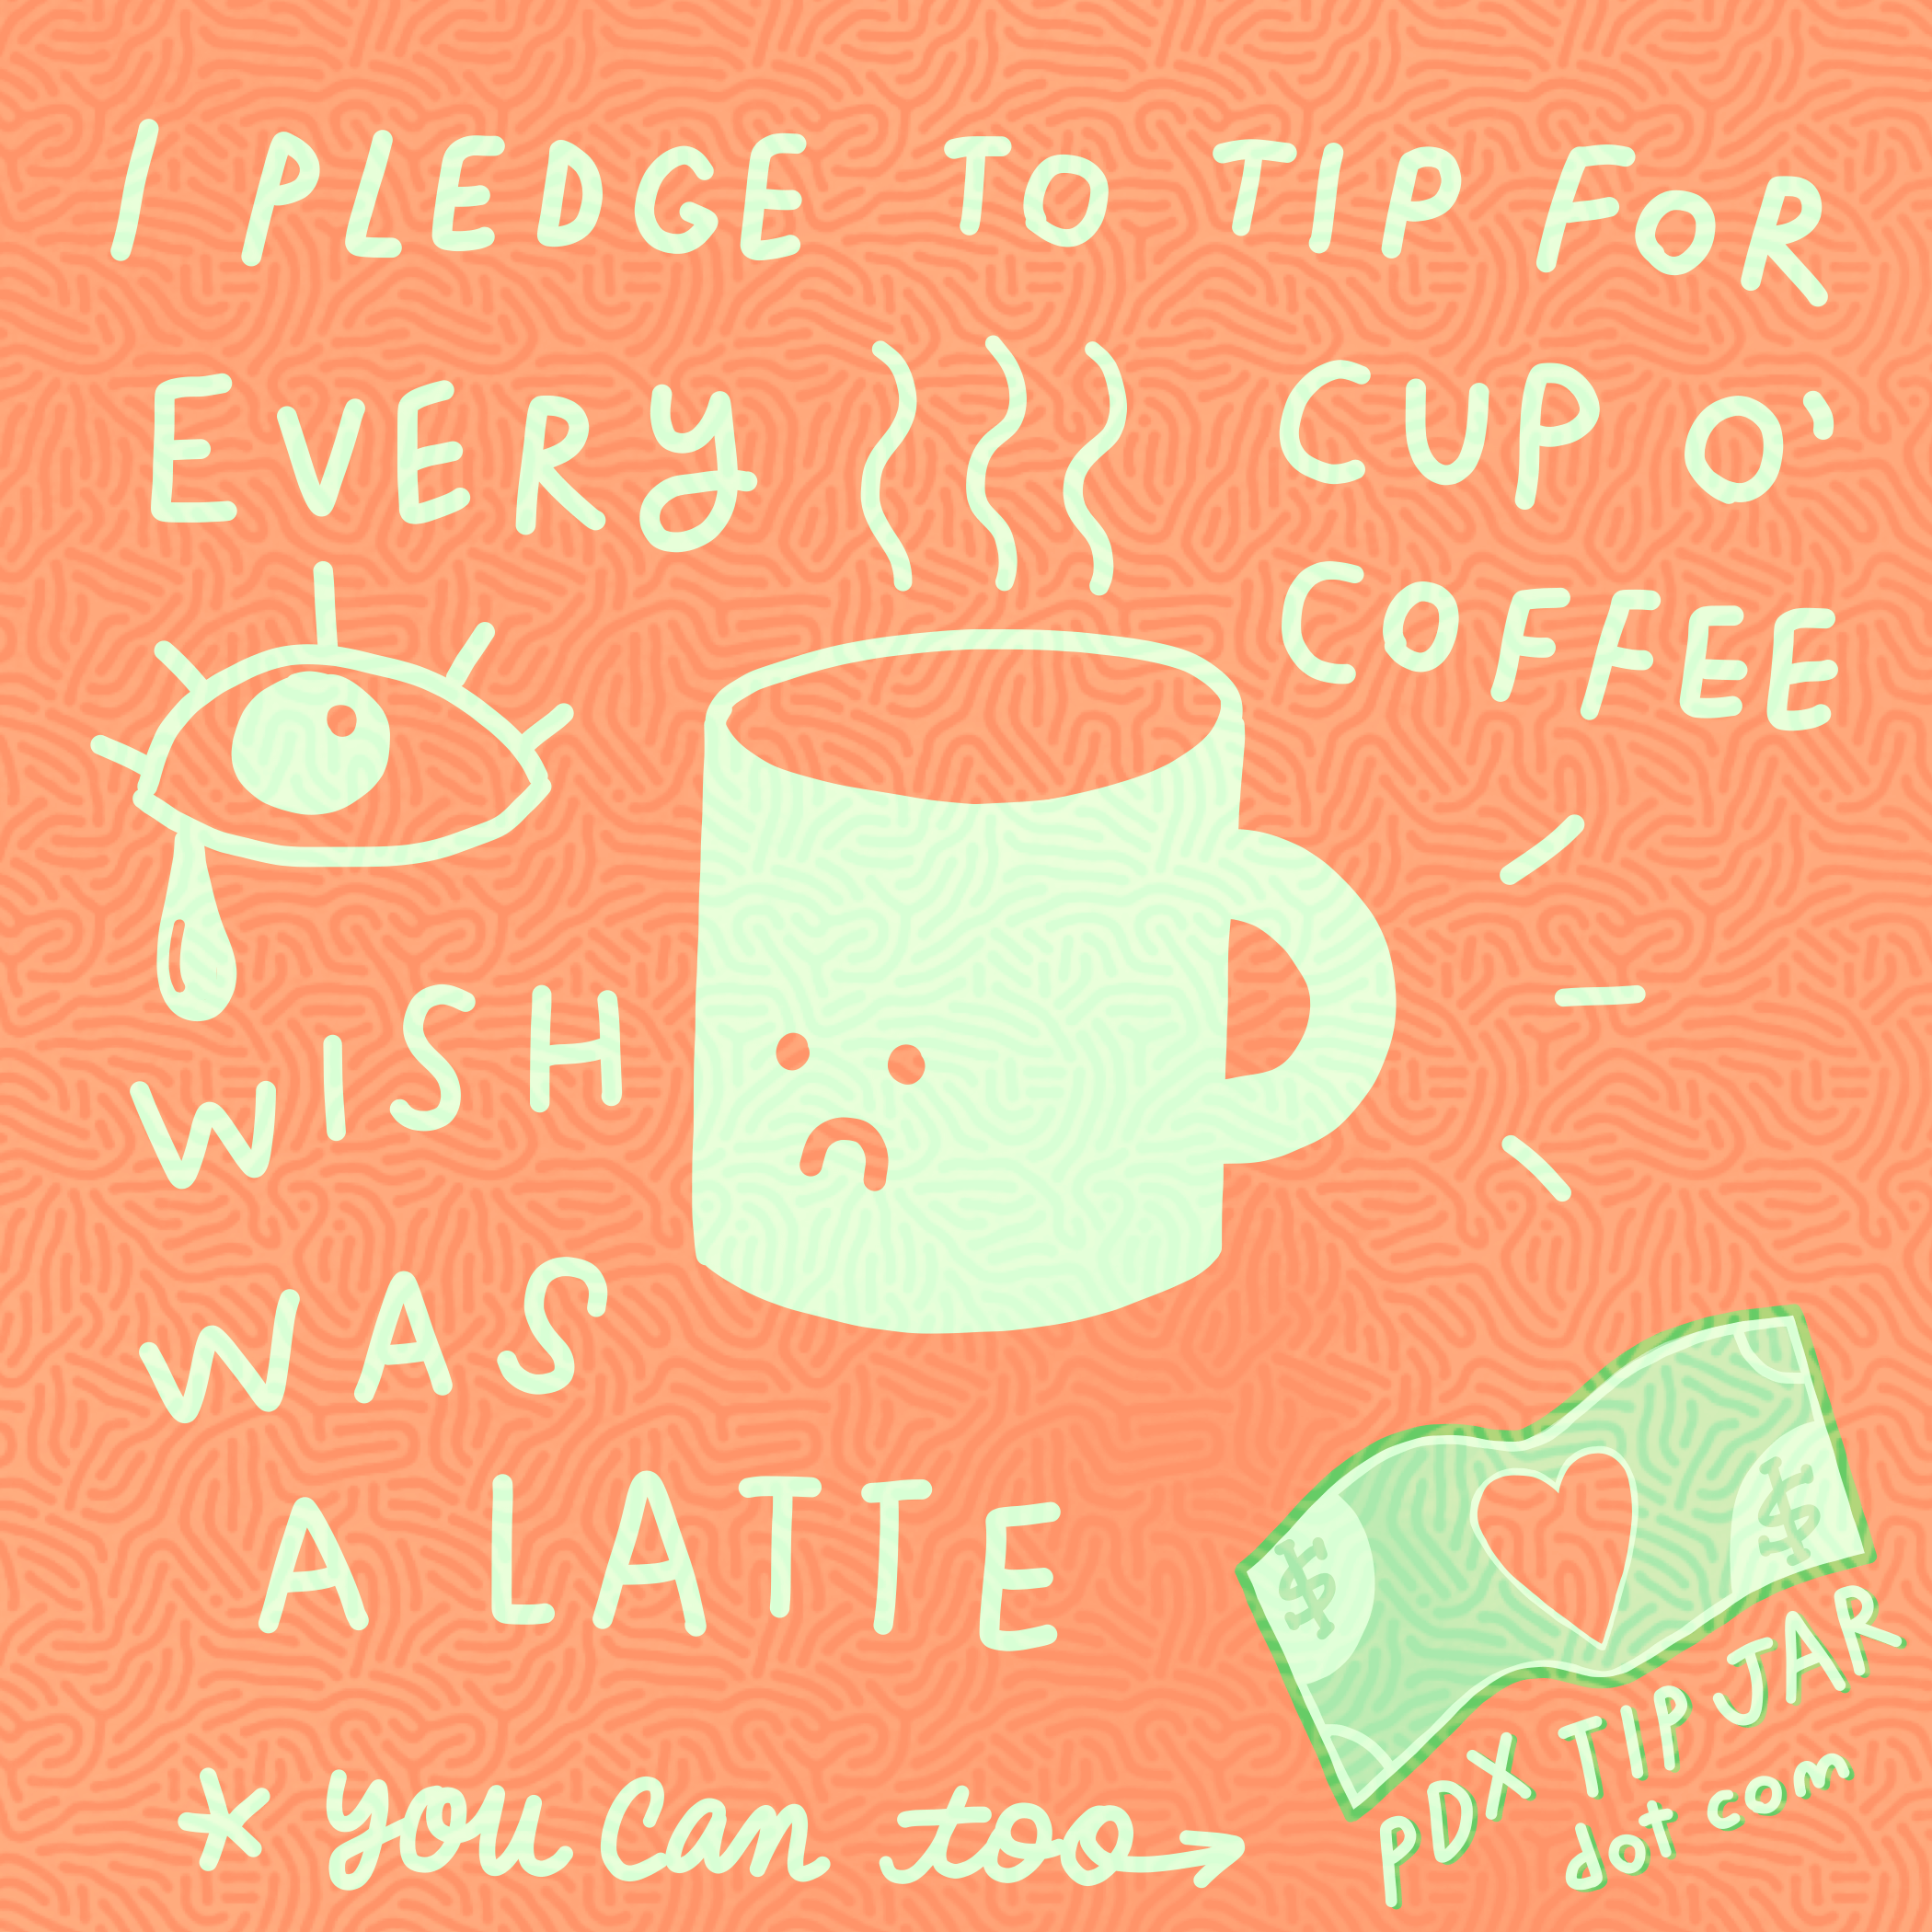 I PLEDGE TO TIP FOR
EVERY CUP O'
COFFEE
WISH
WAS
A LATTE
* you can too
$ $
PDX TIP JAR
dot com